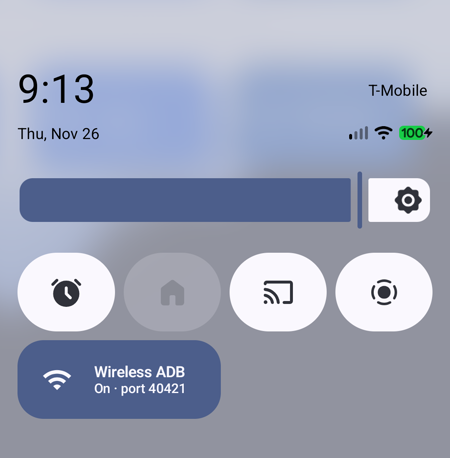 9:13
T-Mobile
Thu, Nov 26
100
Wireless ADB
On · port 40421